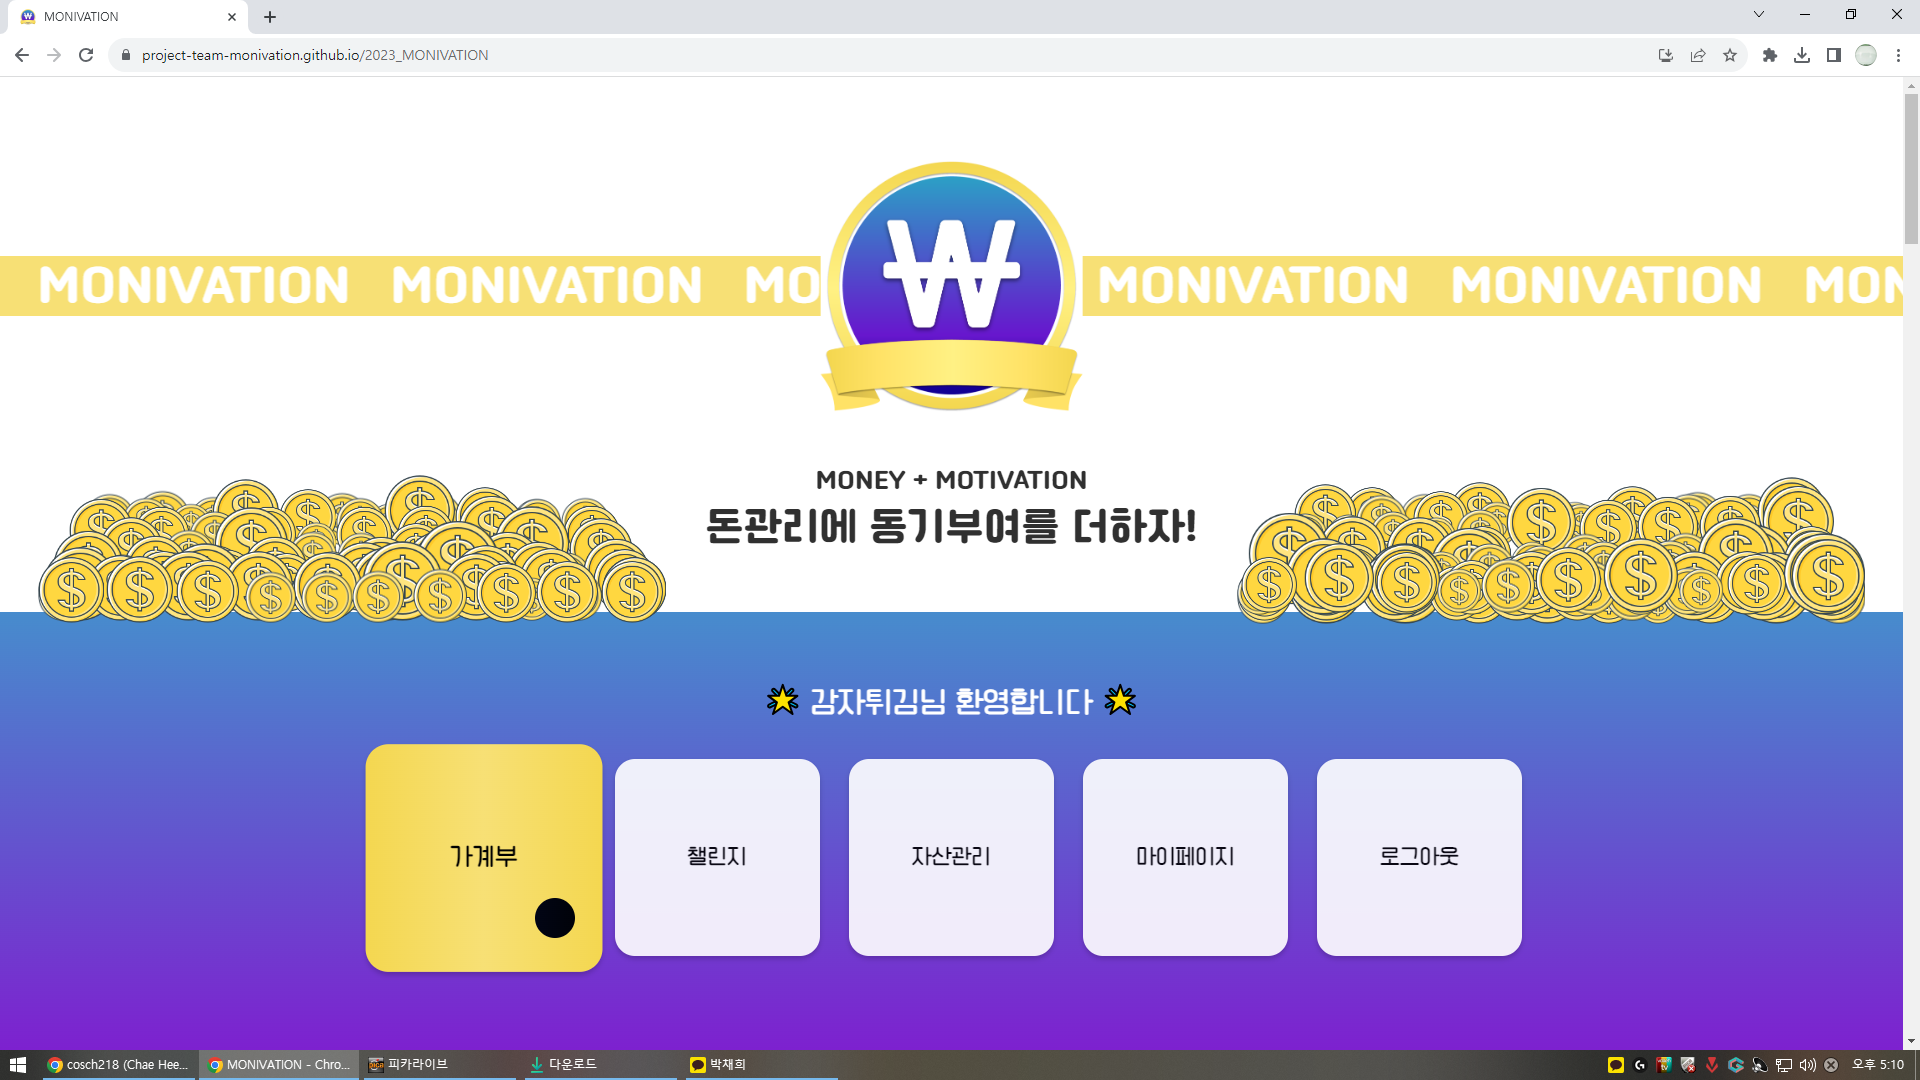 MONIVATION
project-team-monivation.github.io/2023_MONIVATION
MONIVATION MONIVATION MO MONIVATION MONIVATION MON
₩
MONEY + MOTIVATION
돈관리에 동기부여를 더하자!
감자튀김님 환영합니다
가계부
챌린지
자산관리
마이페이지
로그아웃
cosch218 (Chae Hee... MONIVATION - Chro... 피카라이브 다운로드 박채희 오후 5:10